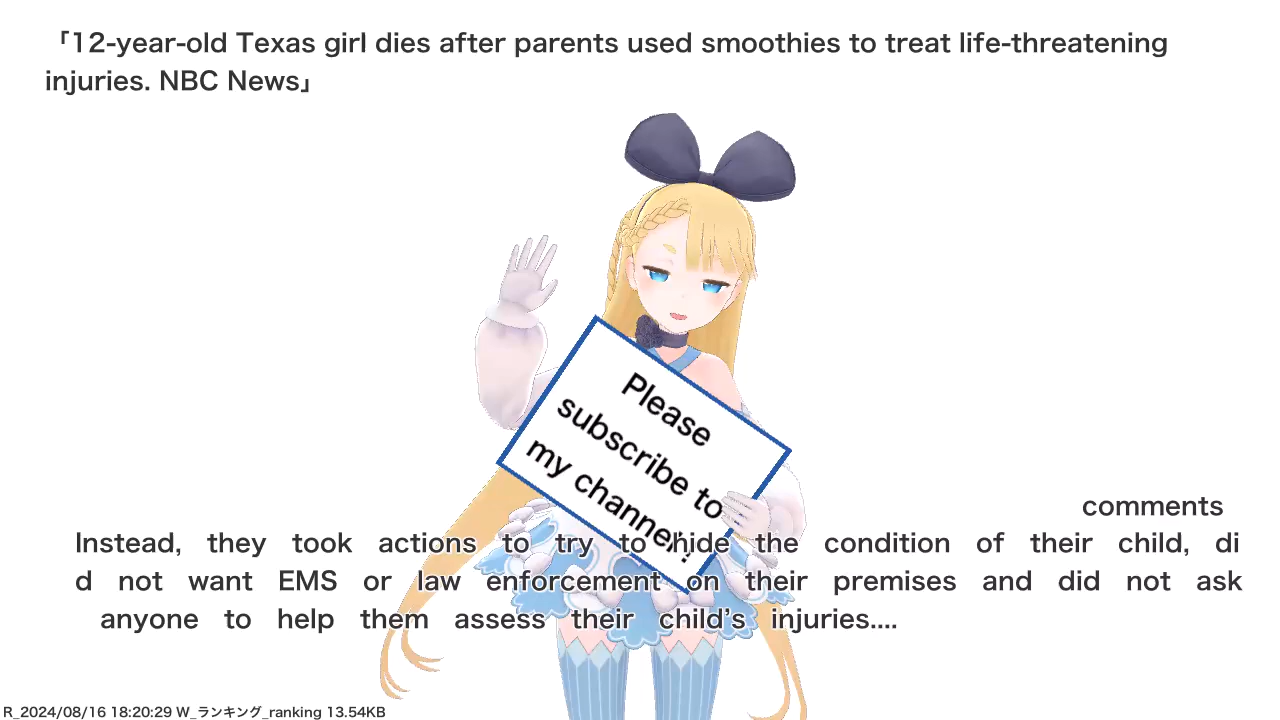 「12-year-old Texas girl dies after parents used smoothies to treat life-threatening
injuries. NBC News」
Please
subscribe to
my channel!
comments
Instead, they took actions to try to hide the condition of their child, di
d not want EMS or law enforcement on their premises and did not ask
anyone to help them assess their child's injuries....
R_2024/08/16 18:20:29 W_ランキング_ranking 13.54KB